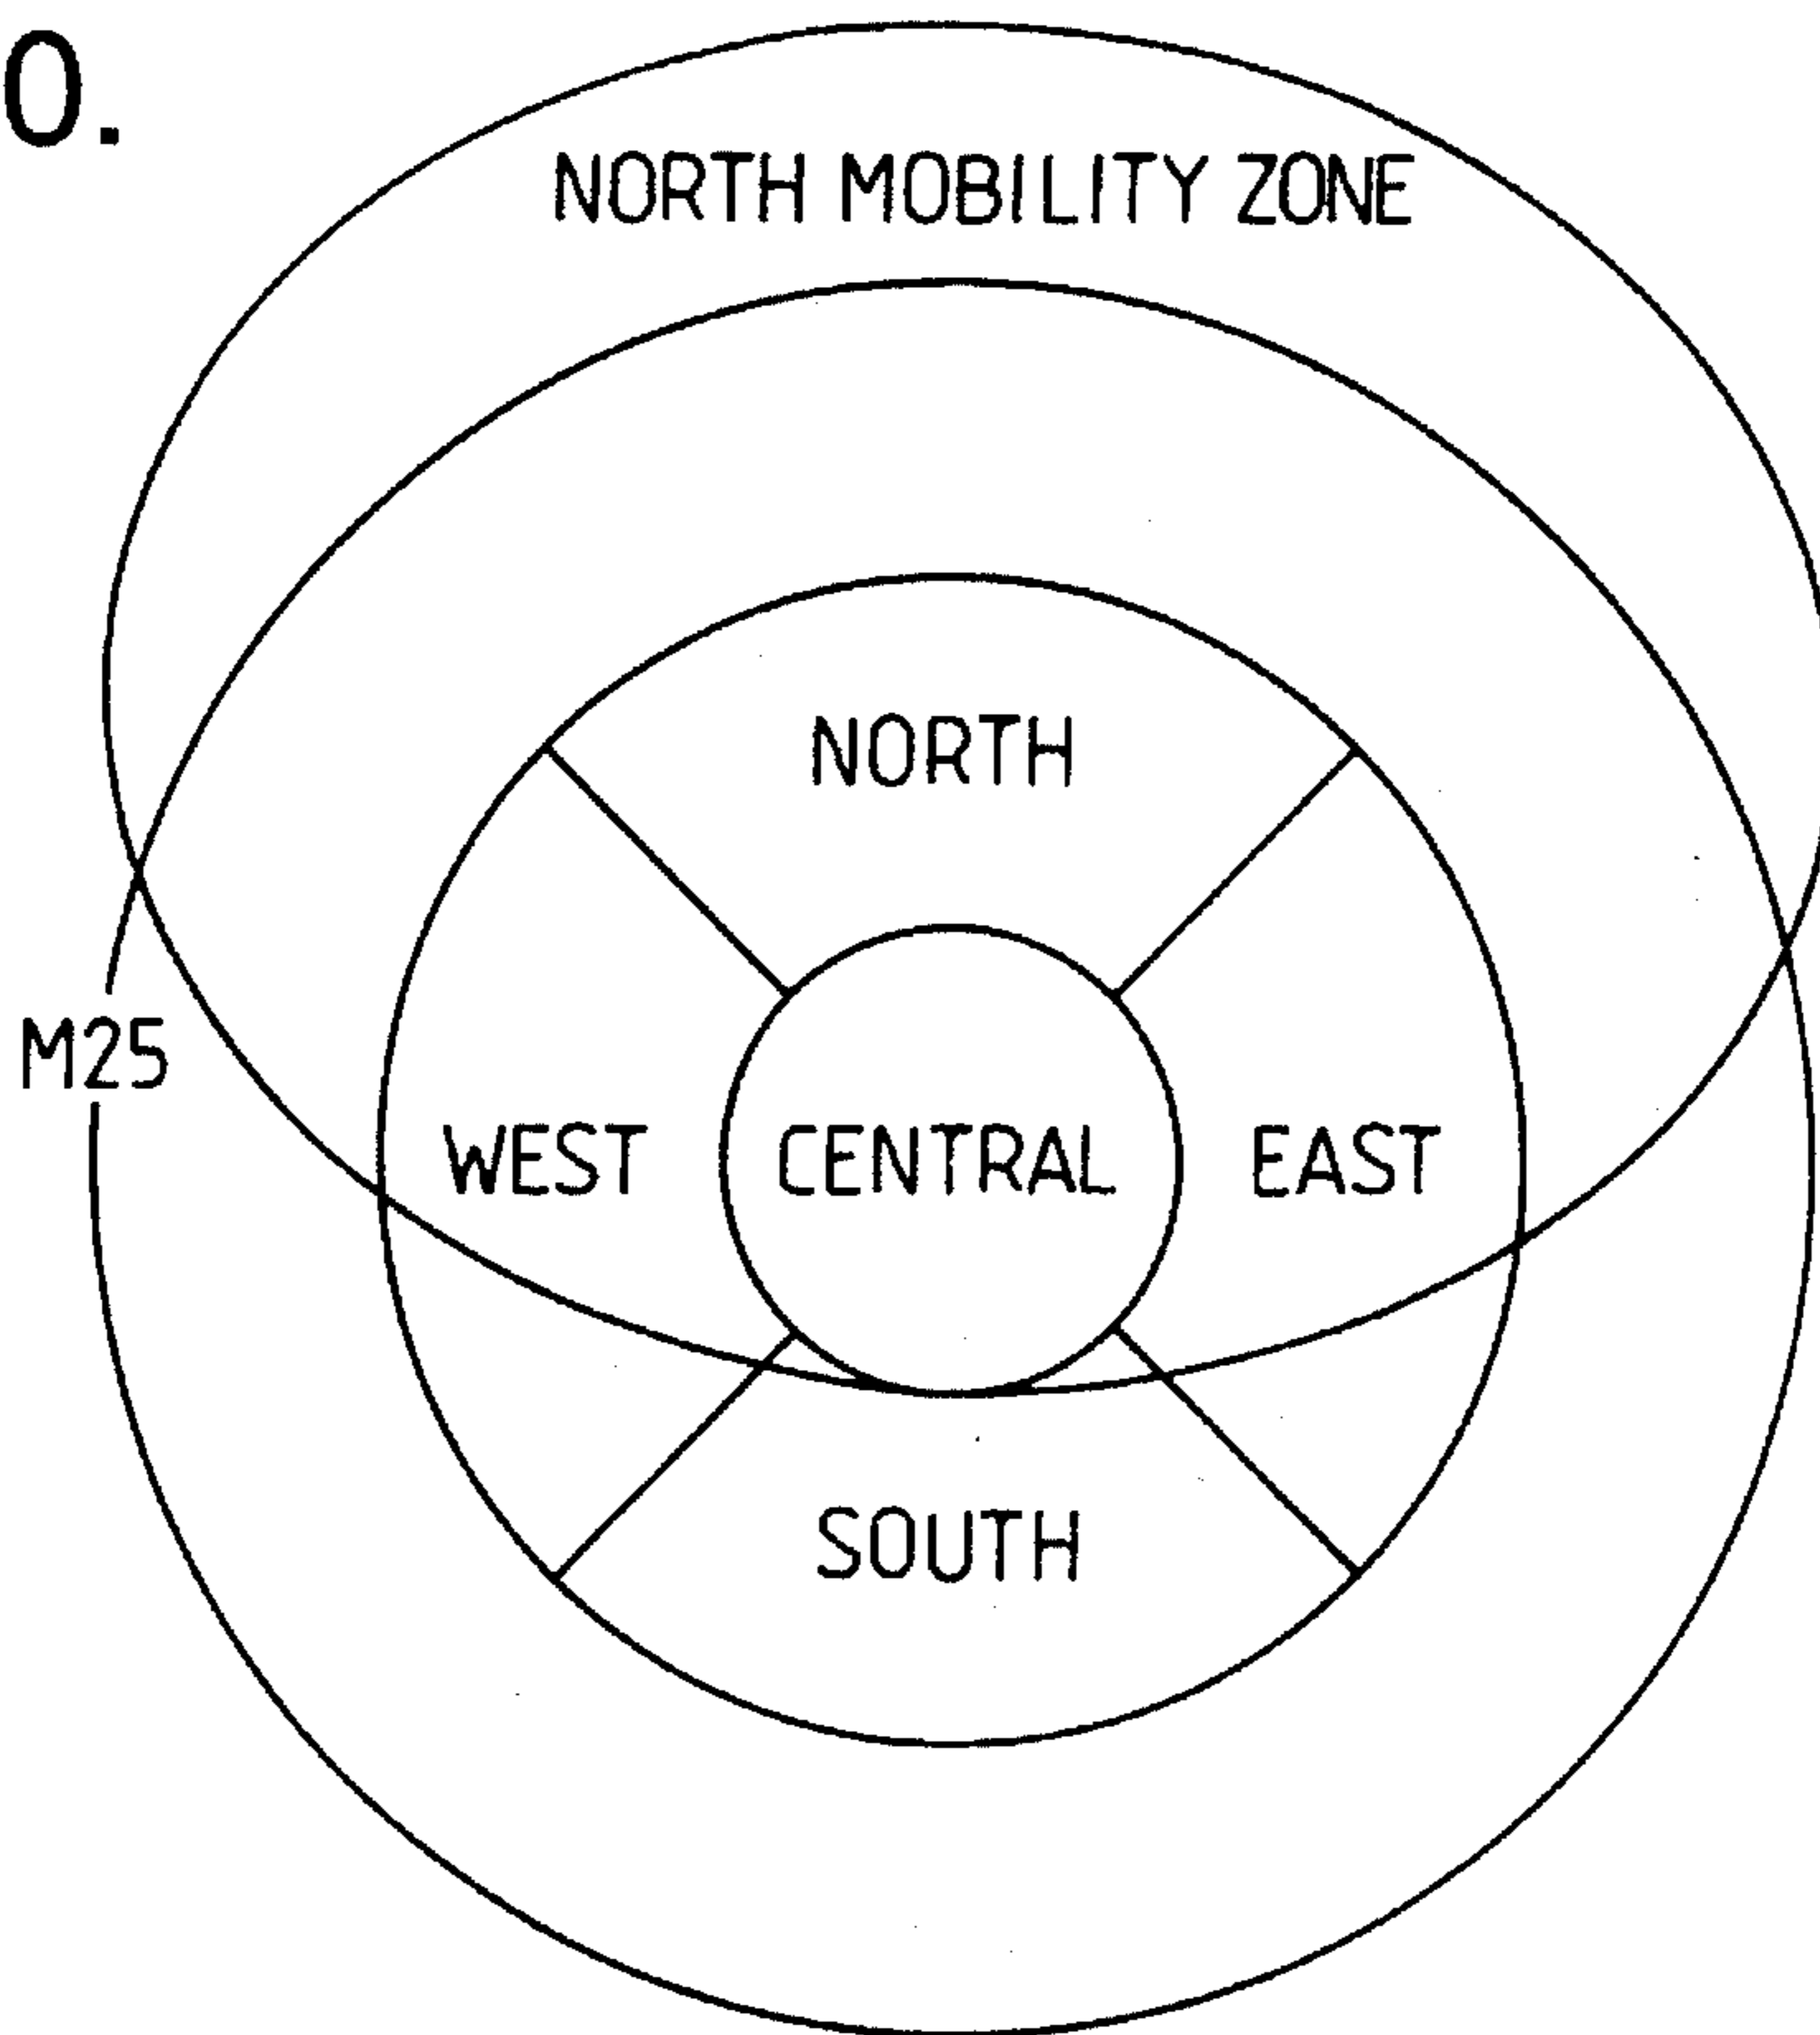 0.
NORTH MOBILITY ZONE
NORTH
M25
WEST CENTRAL EAST
SOUTH